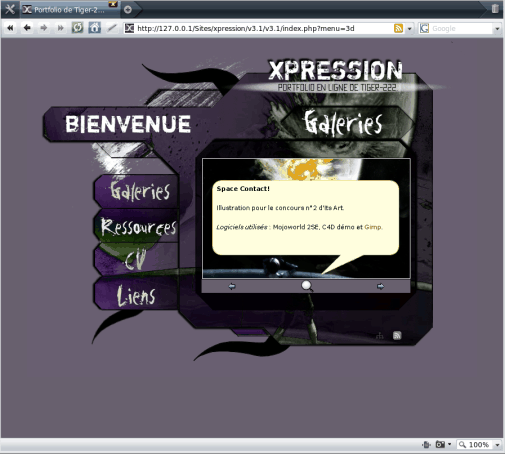 Portfolio de Tiger-2...
http://127.0.0.1/Sites/xpression/v3.1/v3.1/index.php?menu=3d
Google
XPRESSION
PORTFOLIO EN LIGNE DE TIGER-222
BIENVENUE
Galeries
Galeries
Ressources
CV
Liens
Space Contact!
Illustration pour le concours n°2 d'Ite Art.
Logiciels utilisés : Mojoworld 2SE, C4D démo et Gimp.
100%